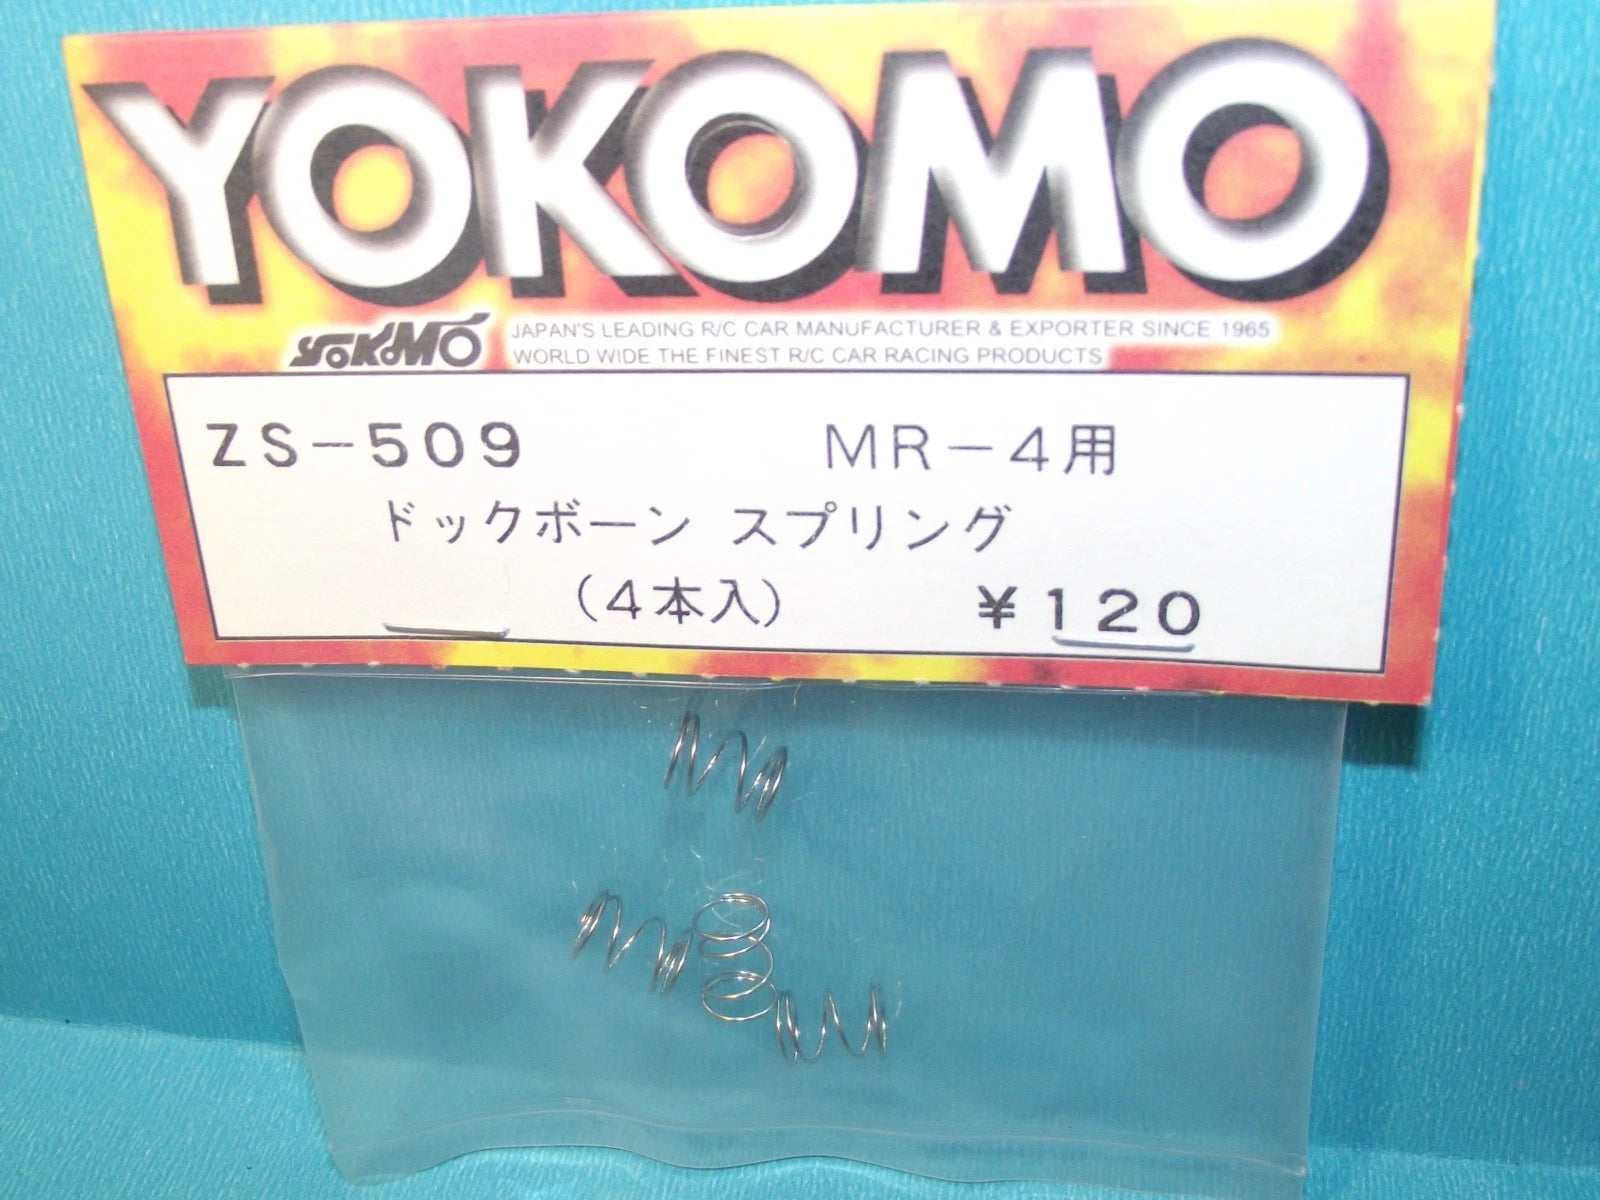 YOKOMO
YOKOMO JAPAN'S LEADING R/C CAR MANUFACTURER & EXPORTER SINCE 1965
WORLD WIDE THE FINEST R/C CAR RACING PRODUCTS
ZS-509 MR-4用
ドックボーン スプリング
(4本入) ¥120